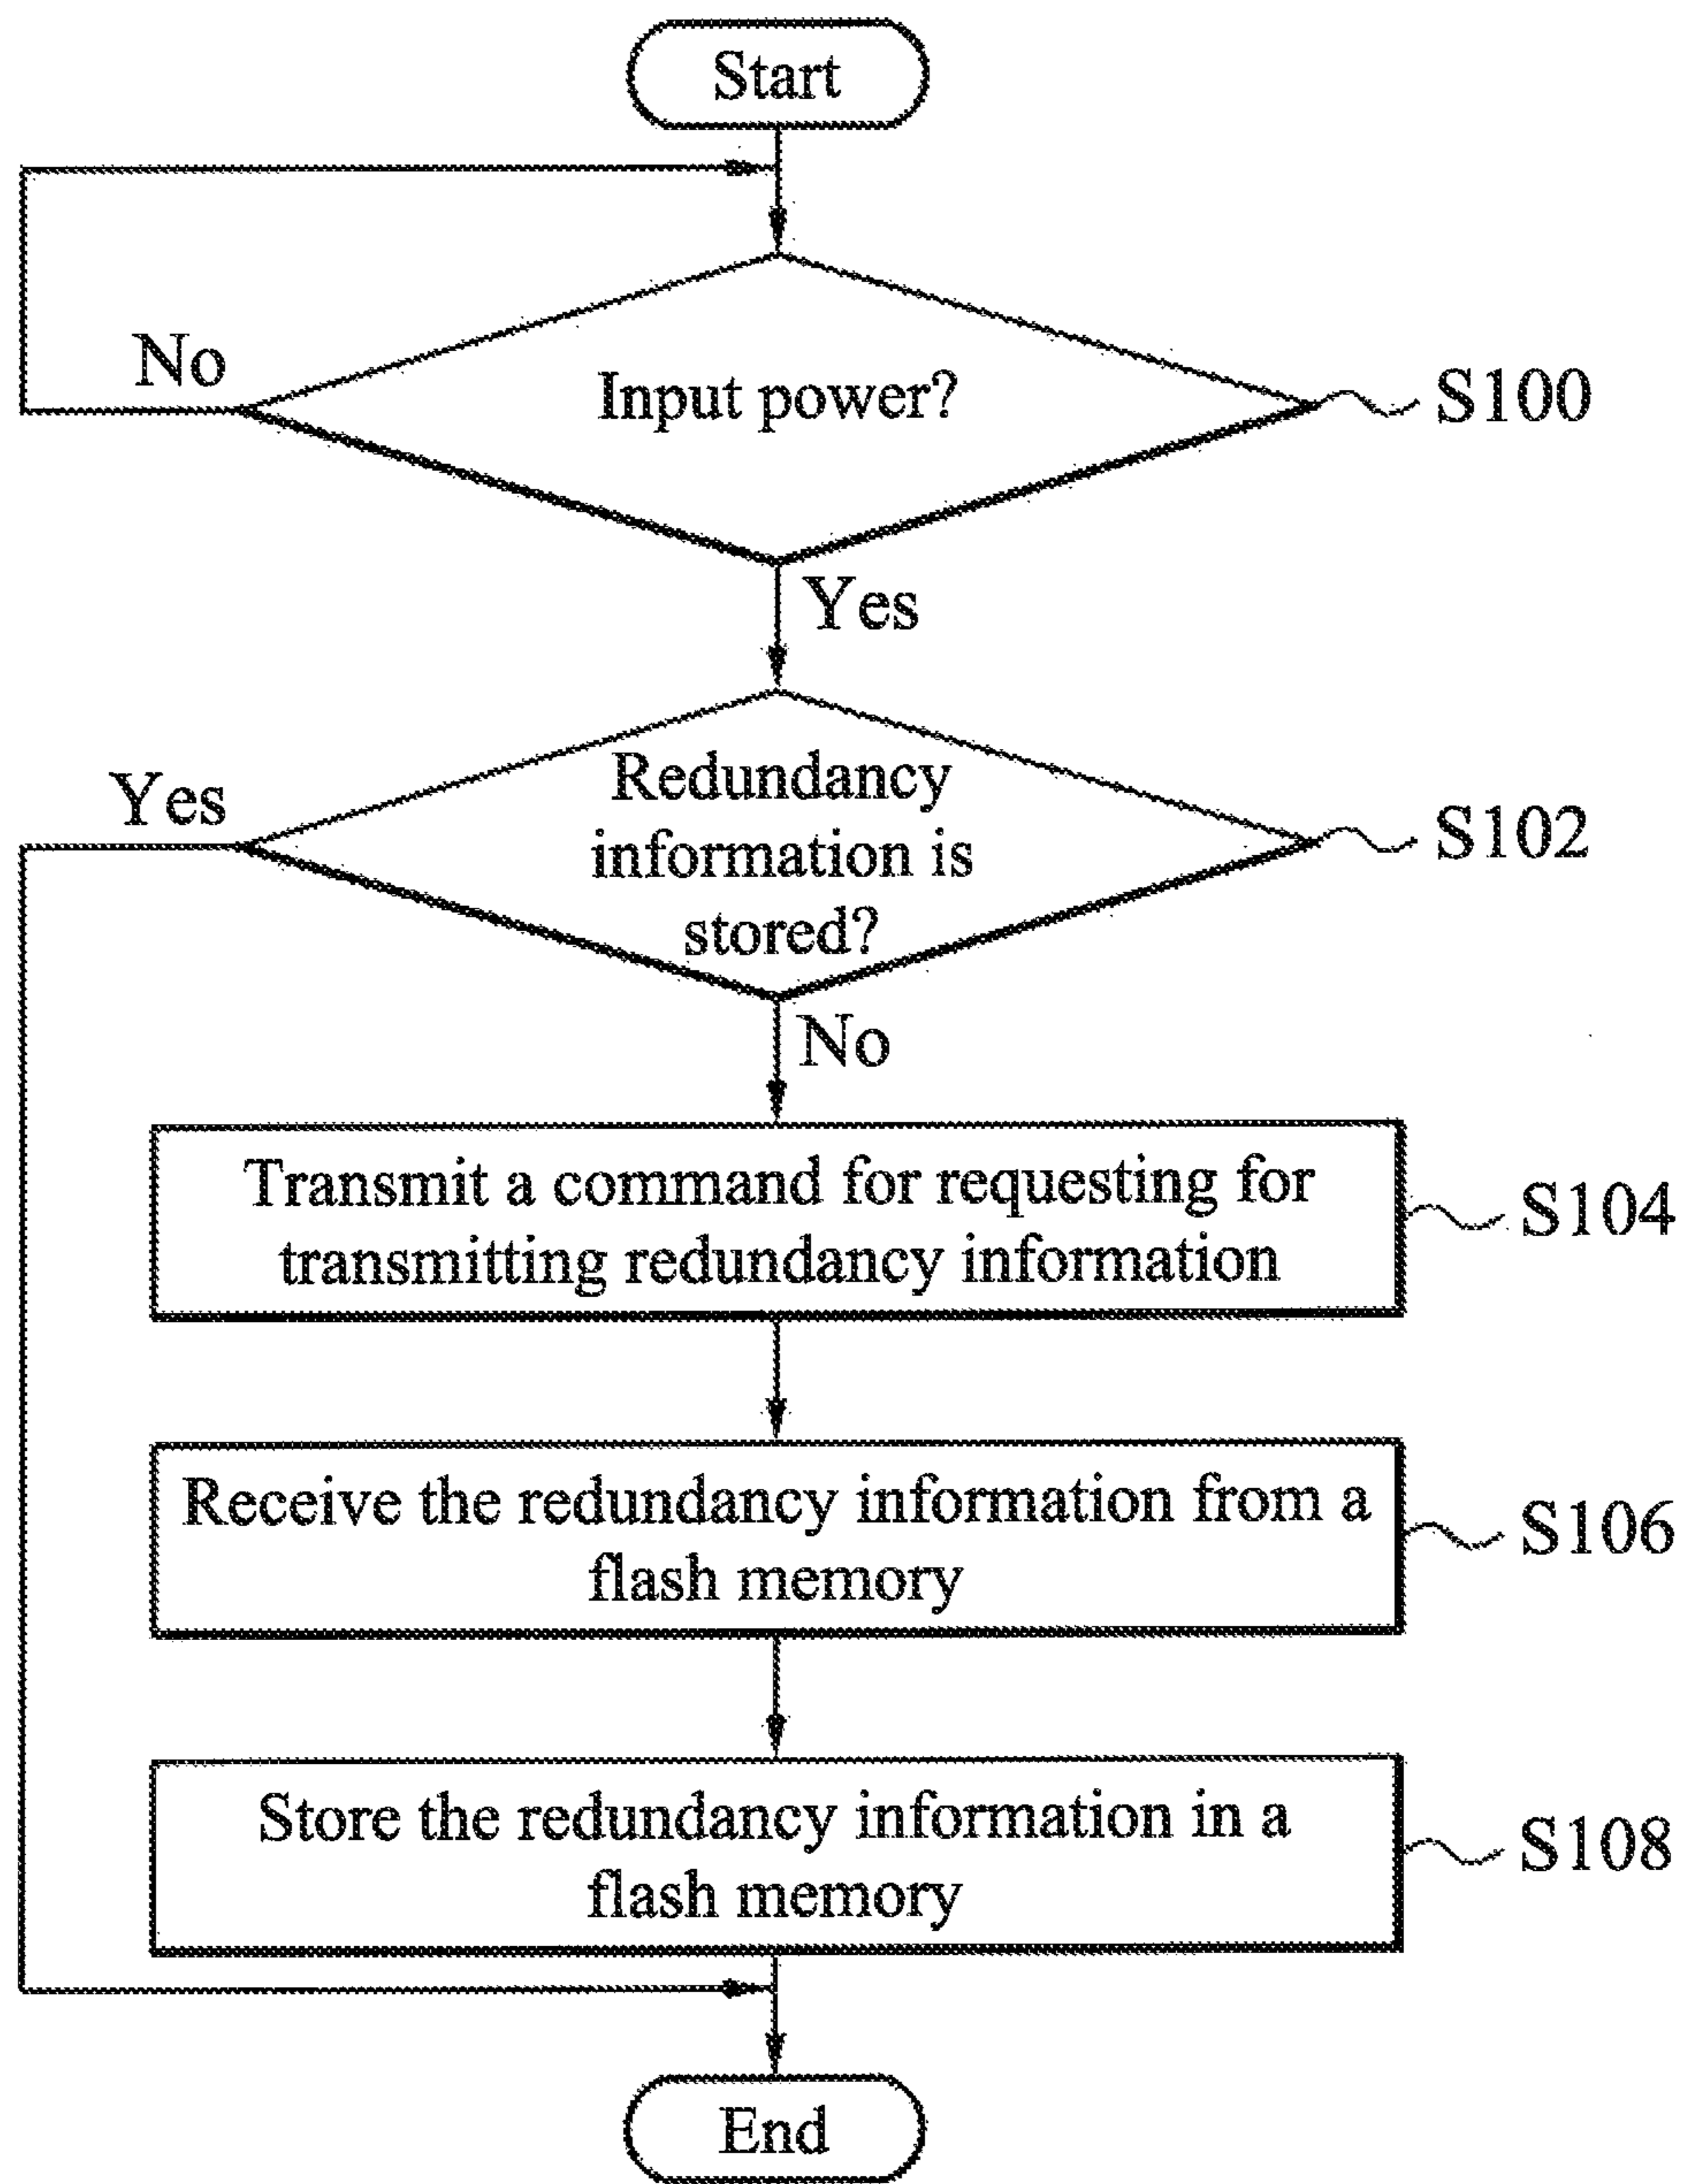 Start
No
Input power?
S100
Yes
Yes
Redundancy
information is
stored?
S102
No
Transmit a command for requesting for
transmitting redundancy information
S104
Receive the redundancy information from a
flash memory
S106
Store the redundancy information in a
flash memory
S108
End